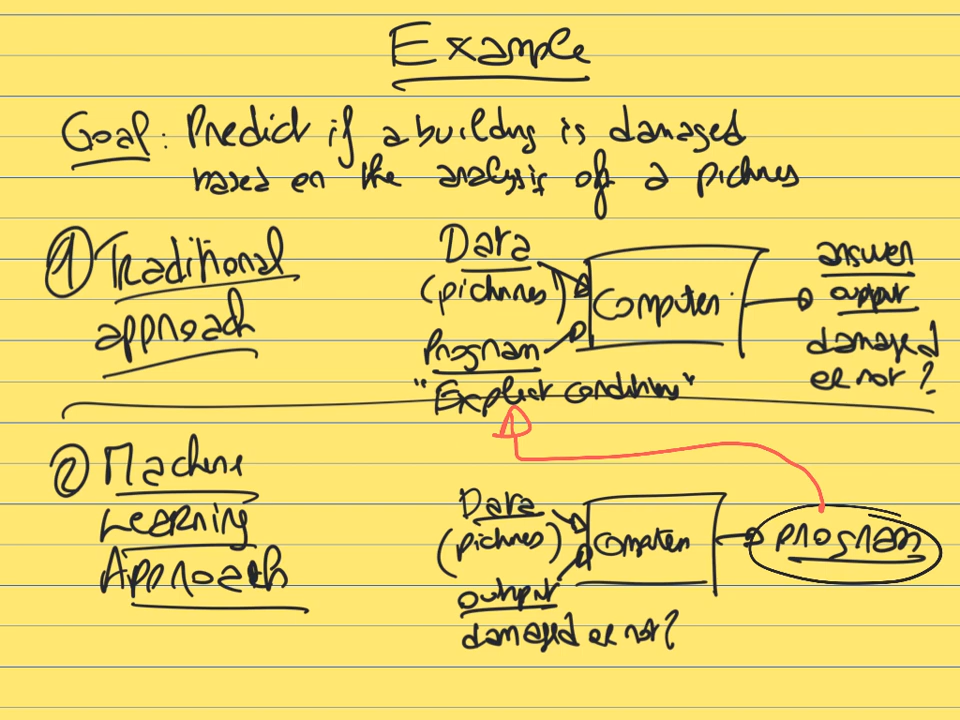 Example
Goal: Predict if a building is damaged
based on the analysis of a pictures
① Traditional
approach
Data
(pictures)
Program
"Explicit conditions"
Computer
answer
output
damaged
or not?
② Machine
Learning
Approach
Data
(pictures)
output
damaged or not?
Computer
program